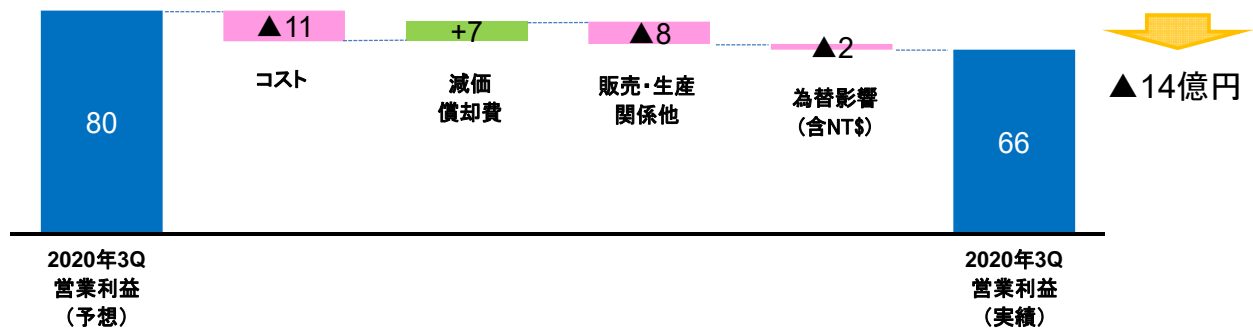 ▲11
+7
▲8
▲2
▲14億円
コスト
減価
償却費
販売・生産
関係他
為替影響
(含NT$)
80
66
2020年3Q
営業利益
(予想)
2020年3Q
営業利益
(実績)